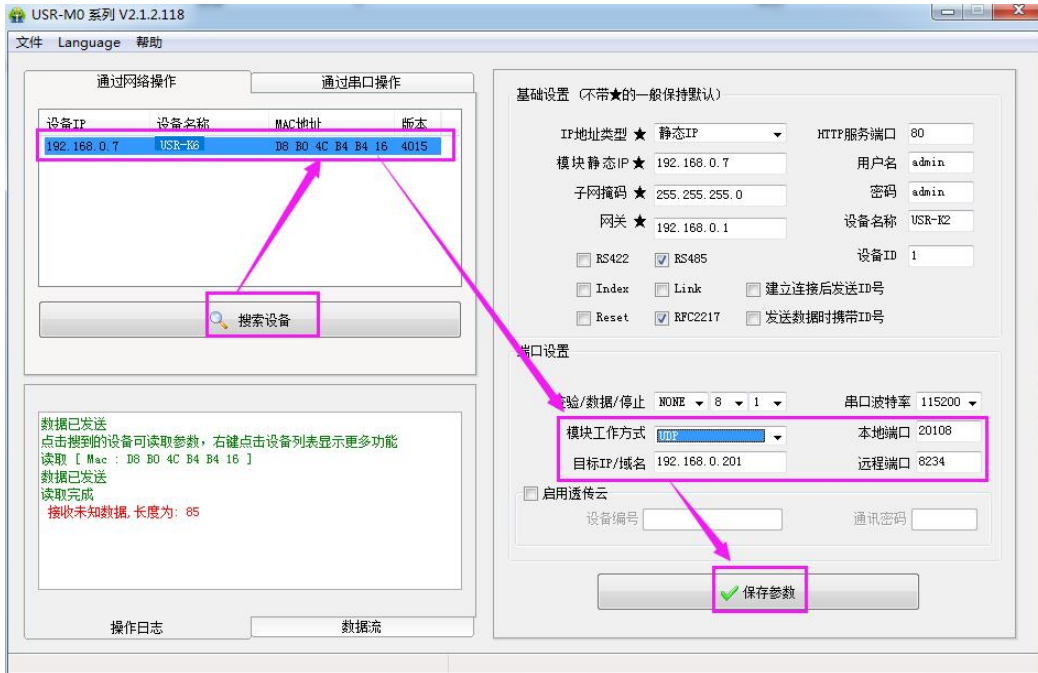 USR-M0 系列 V2.1.2.118
文件 Language 帮助
通过网络操作 通过串口操作
设备IP 设备名称 MAC地址 版本
192.168.0.7 USR-K6 D8 B0 4C B4 B4 16 4015
搜索设备
数据已发送
点击搜到的设备可读取参数，右键点击设备列表显示更多功能
读取 [ Mac : D8 B0 4C B4 B4 16 ]
数据已发送
读取完成
接收未知数据,长度为: 85
操作日志 数据流
基础设置 (不带★的一般保持默认)
IP地址类型 ★ 静态IP HTTP服务端口 80
模块静态IP ★ 192.168.0.7 用户名 admin
子网掩码 ★ 255.255.255.0 密码 admin
网关 ★ 192.168.0.1 设备名称 USR-K2
RS422 RS485 设备ID 1
Index Link 建立连接后发送ID号
Reset RFC2217 发送数据时携带ID号
端口设置
校验/数据/停止 NONE 8 1 串口波特率 115200
模块工作方式 UDP 本地端口 20108
目标IP/域名 192.168.0.201 远程端口 8234
启用透传云
设备编号 通讯密码
保存参数